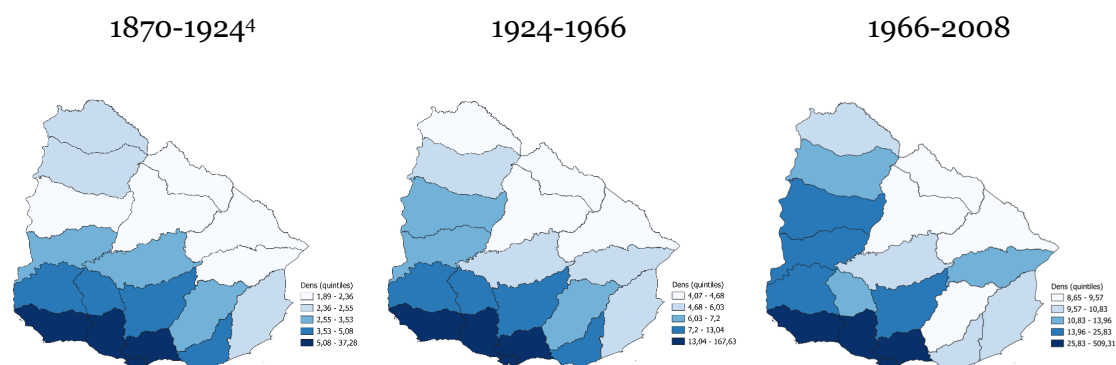 1870-1924⁴
1924-1966
1966-2008
Dens (quintiles)
1,89 - 2,36
2,36 - 2,55
2,55 - 3,53
3,53 - 5,08
5,08 - 37,28
Dens (quintiles)
4,07 - 4,68
4,68 - 6,03
6,03 - 7,2
7,2 - 13,04
13,04 - 167,63
Dens (quintiles)
8,65 - 9,57
9,57 - 10,83
10,83 - 13,96
13,96 - 25,83
25,83 - 509,31